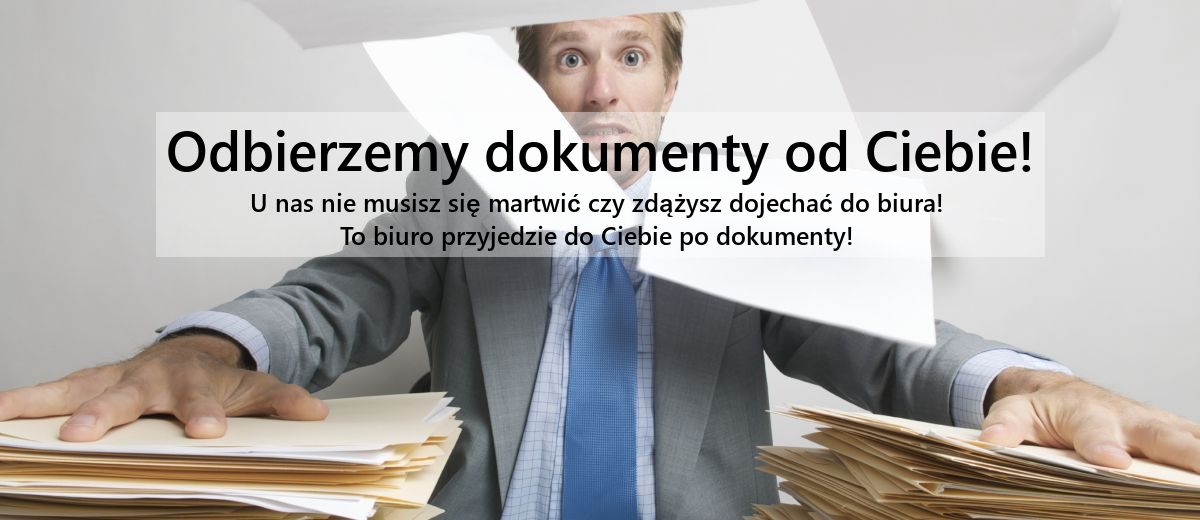 Odbierzemy dokumenty od Ciebie!
U nas nie musisz się martwić czy zdążysz dojechać do biura!
To biuro przyjedzie do Ciebie po dokumenty!